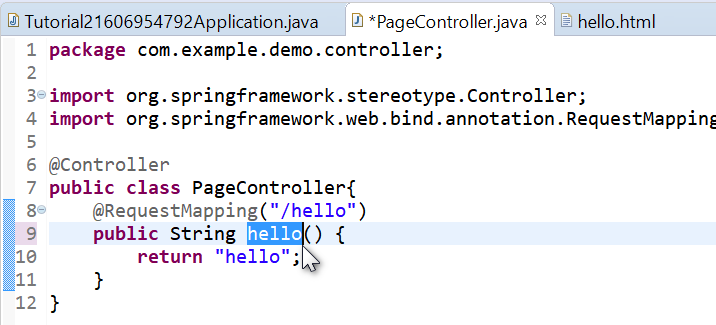 Tutorial21606954792Application.java *PageController.java hello.html
1 package com.example.demo.controller;
2
3 import org.springframework.stereotype.Controller;
4 import org.springframework.web.bind.annotation.RequestMapping
5
6 @Controller
7 public class PageController{
8 @RequestMapping("/hello")
9 public String hello() {
10 return "hello";
11 }
12 }